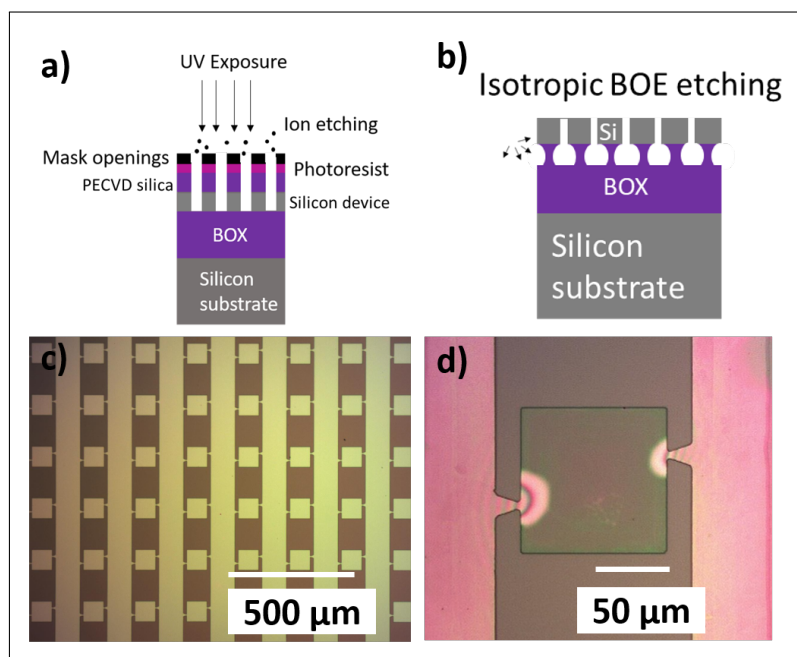 a)
UV Exposure
Ion etching
Mask openings
Photoresist
PECVD silica
Silicon device
BOX
Silicon
substrate
b)
Isotropic BOE etching
Si
BOX
Silicon
substrate
c)
500 µm
d)
50 µm